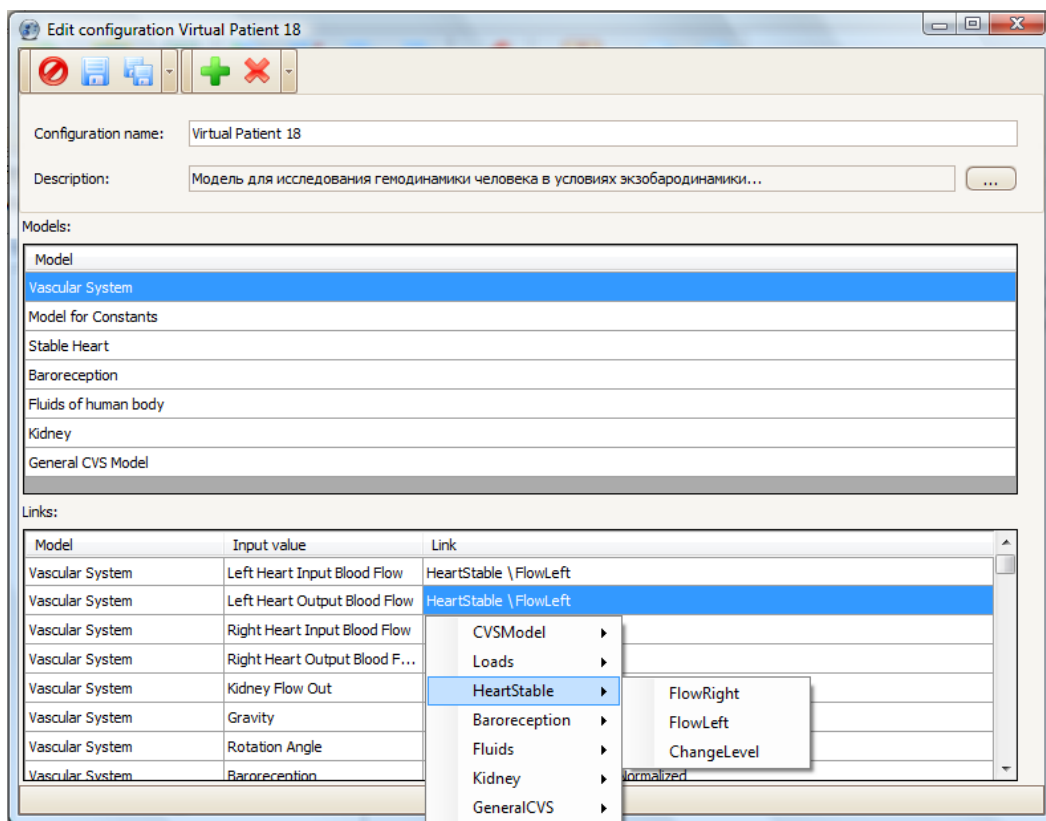 Edit configuration Virtual Patient 18
Configuration name: Virtual Patient 18
Description: Модель для исследования гемодинамики человека в условиях экзобародинамики... ...
Models:
Model
Vascular System
Model for Constants
Stable Heart
Baroreception
Fluids of human body
Kidney
General CVS Model
Links:
Model Input value Link
Vascular System Left Heart Input Blood Flow HeartStable \FlowLeft
Vascular System Left Heart Output Blood Flow HeartStable \FlowLeft
Vascular System Right Heart Input Blood Flow CVSModel
Vascular System Right Heart Output Blood F... Loads
Vascular System Kidney Flow Out HeartStable FlowRight
Vascular System Gravity Baroreception FlowLeft
Vascular System Rotation Angle Fluids ChangeLevel
Vascular System Baroreception Kidney Normalized
GeneralCVS